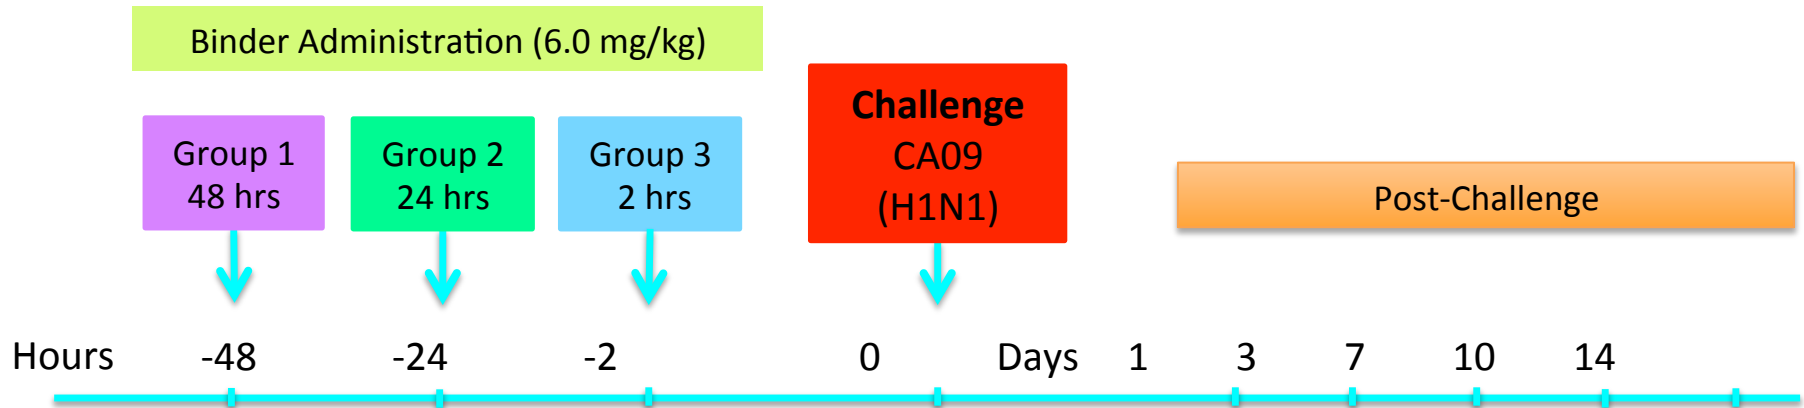 Binder Administration (6.0 mg/kg)
Group 1
48 hrs
Group 2
24 hrs
Group 3
2 hrs
Challenge
CA09
(H1N1)
Post-Challenge
Hours -48 -24 -2 0 Days 1 3 7 10 14